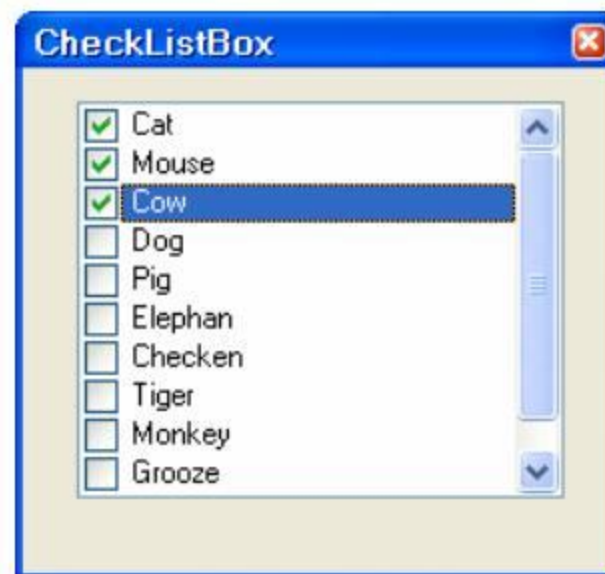 CheckListBox
Cat
Mouse
Cow
Dog
Pig
Elephan
Checken
Tiger
Monkey
Grooze